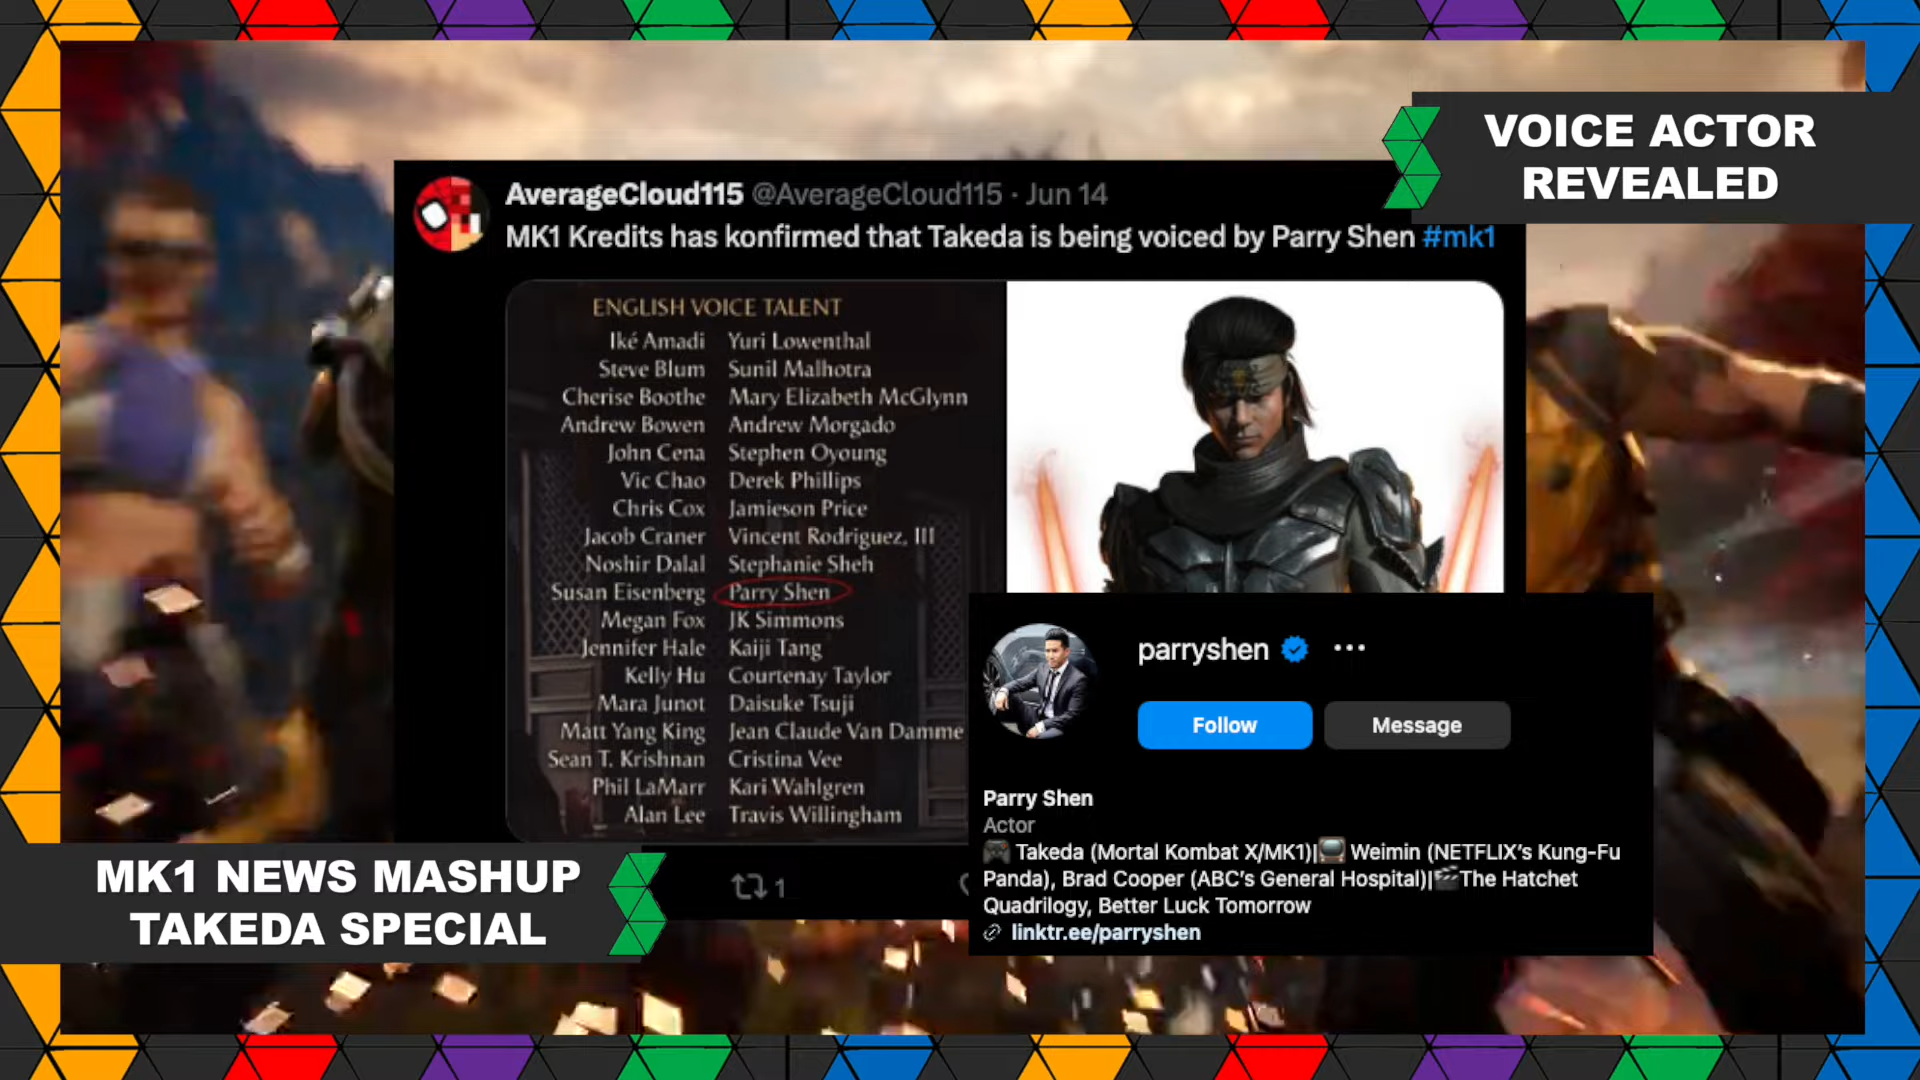 VOICE ACTOR
REVEALED
AverageCloud115 @AverageCloud115 · Jun 14
MK1 Kredits has konfirmed that Takeda is being voiced by Parry Shen #mk1
ENGLISH VOICE TALENT
Iké Amadi Yuri Lowenthal
Steve Blum Sunil Malhotra
Cherise Boothe Mary Elizabeth McGlynn
Andrew Bowen Andrew Morgado
John Cena Stephen Oyoung
Vic Chao Derek Phillips
Chris Cox Jamieson Price
Jacob Craner Vincent Rodriguez, III
Noshir Dalal Stephanie Sheh
Susan Eisenberg Parry Shen
Megan Fox JK Simmons
Jennifer Hale Kaiji Tang
Kelly Hu Courtenay Taylor
Mara Junot Daisuke Tsuji
Matt Yang King Jean Claude Van Damme
Sean T. Krishnan Cristina Vee
Phil LaMarr Kari Wahlgren
Alan Lee Travis Willingham
1
parryshen
Follow Message
Parry Shen
Actor
🎮 Takeda (Mortal Kombat X/MK1)|📺 Weimin (NETFLIX's Kung-Fu
Panda), Brad Cooper (ABC's General Hospital)|🎬The Hatchet
Quadrilogy, Better Luck Tomorrow
linktr.ee/parryshen
MK1 NEWS MASHUP
TAKEDA SPECIAL